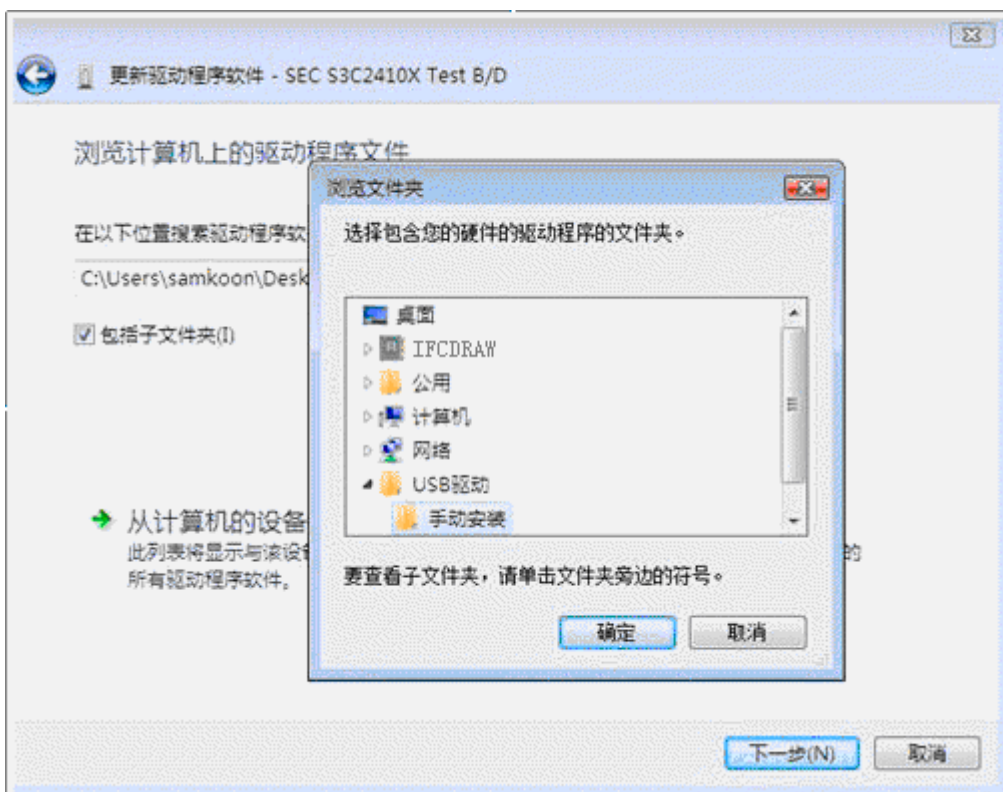 更新驱动程序软件 - SEC S3C2410X Test B/D
浏览计算机上的驱动程序文件
在以下位置搜索驱动程序软
C:\Users\samkoon\Desk
包括子文件夹(I)
从计算机的设备
此列表将显示与该设备
的
所有驱动程序软件。
浏览文件夹
选择包含您的硬件的驱动程序的文件夹。
桌面
IFCDRAW
公用
计算机
网络
USB驱动
手动安装
要查看子文件夹，请单击文件夹旁边的符号。
确定
取消
下一步(N)
取消